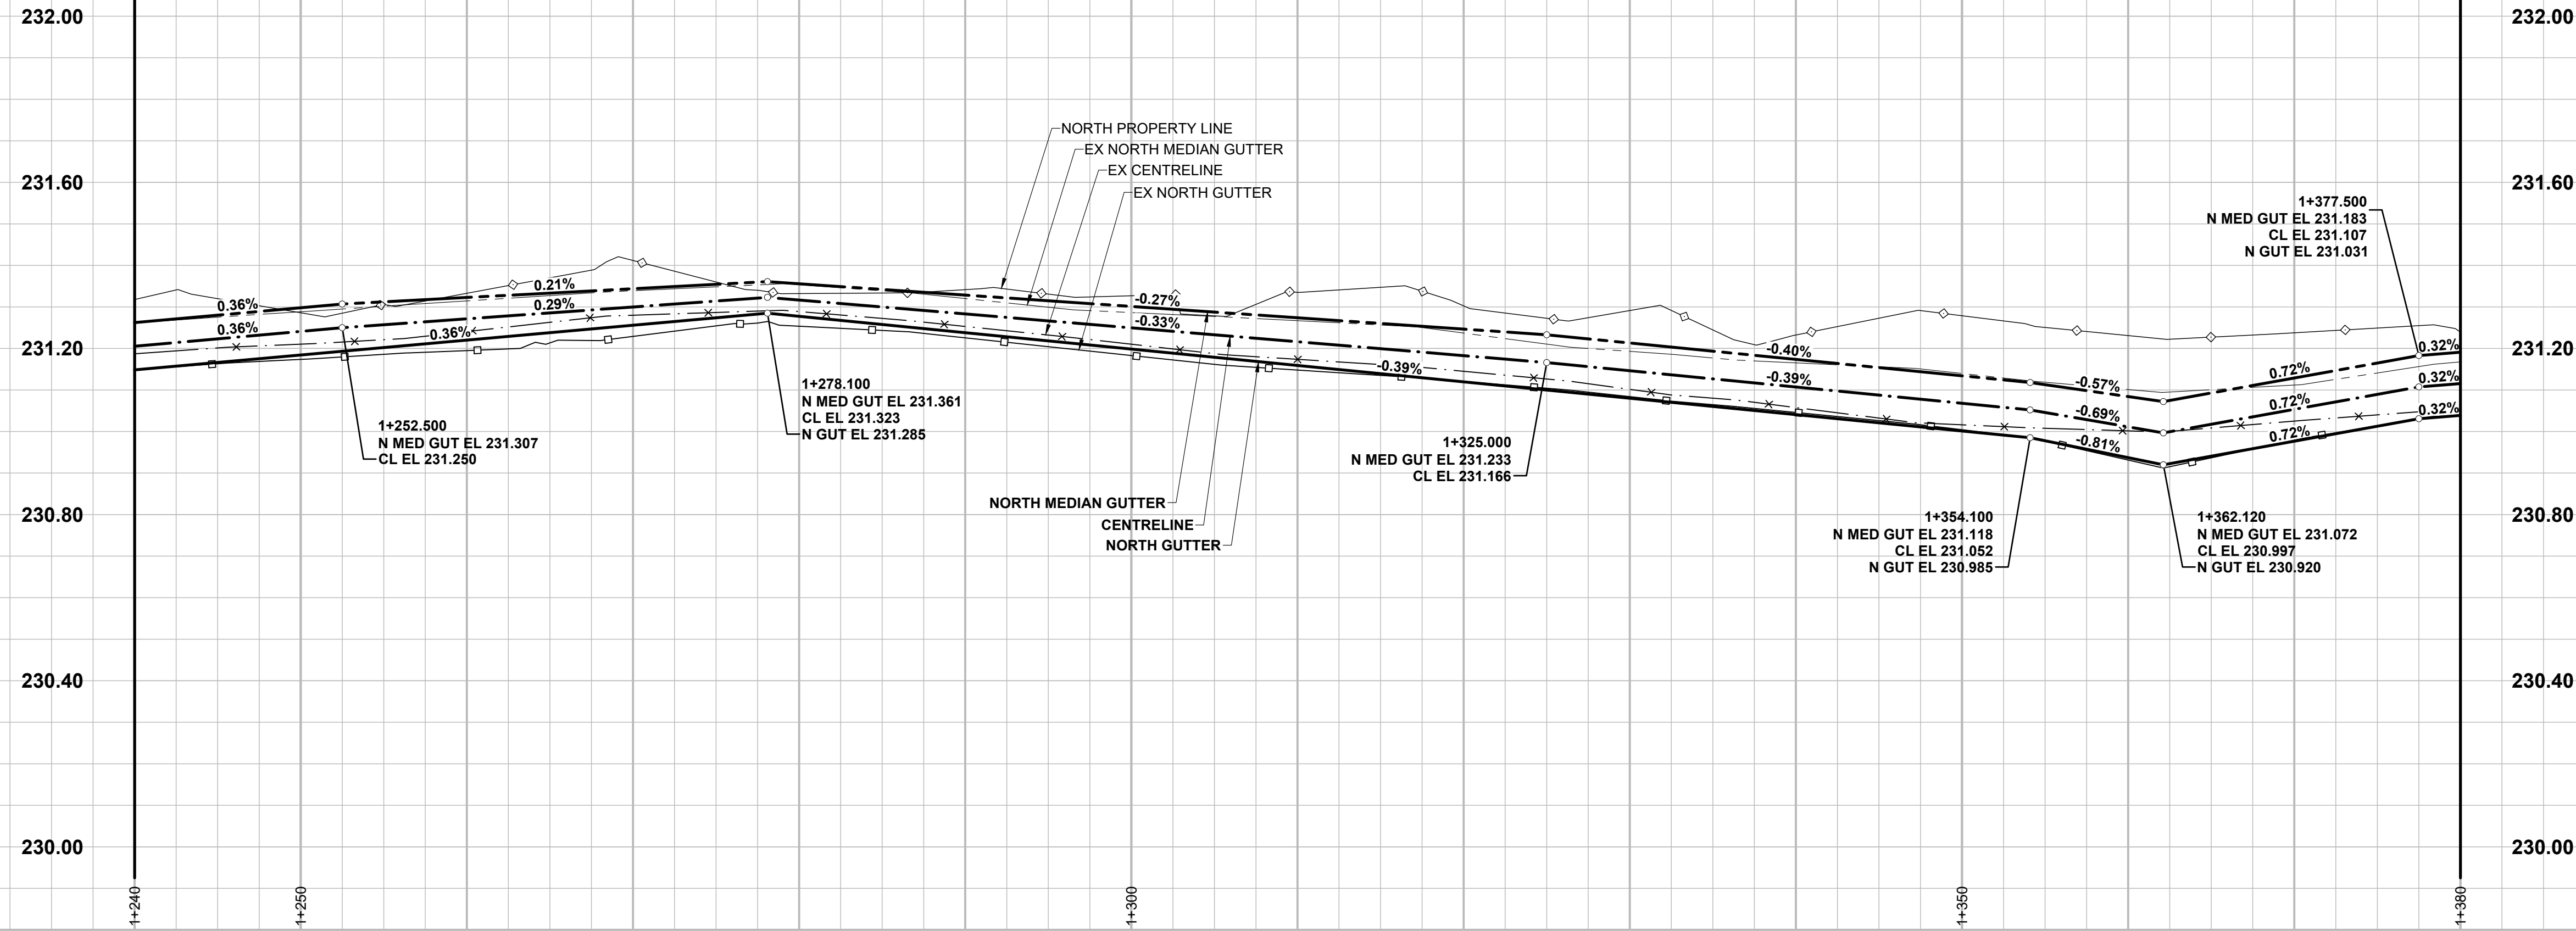 232.00
232.00
NORTH PROPERTY LINE
EX NORTH MEDIAN GUTTER
EX CENTRELINE
EX NORTH GUTTER
231.60
231.60
1+377.500
N MED GUT EL 231.183
CL EL 231.107
N GUT EL 231.031
0.36%
0.21%
-0.27%
0.36%
0.29%
-0.33%
0.36%
231.20
-0.39%
-0.40%
-0.39%
-0.57%
-0.69%
-0.81%
0.72%
0.72%
0.72%
0.32%
0.32%
0.32%
231.20
1+252.500
N MED GUT EL 231.307
CL EL 231.250
1+278.100
N MED GUT EL 231.361
CL EL 231.323
N GUT EL 231.285
1+325.000
N MED GUT EL 231.233
CL EL 231.166
NORTH MEDIAN GUTTER
CENTRELINE
NORTH GUTTER
230.80
230.80
1+354.100
N MED GUT EL 231.118
CL EL 231.052
N GUT EL 230.985
1+362.120
N MED GUT EL 231.072
CL EL 230.997
N GUT EL 230.920
230.40
230.40
230.00
230.00
1+240
1+250
1+300
1+350
1+380